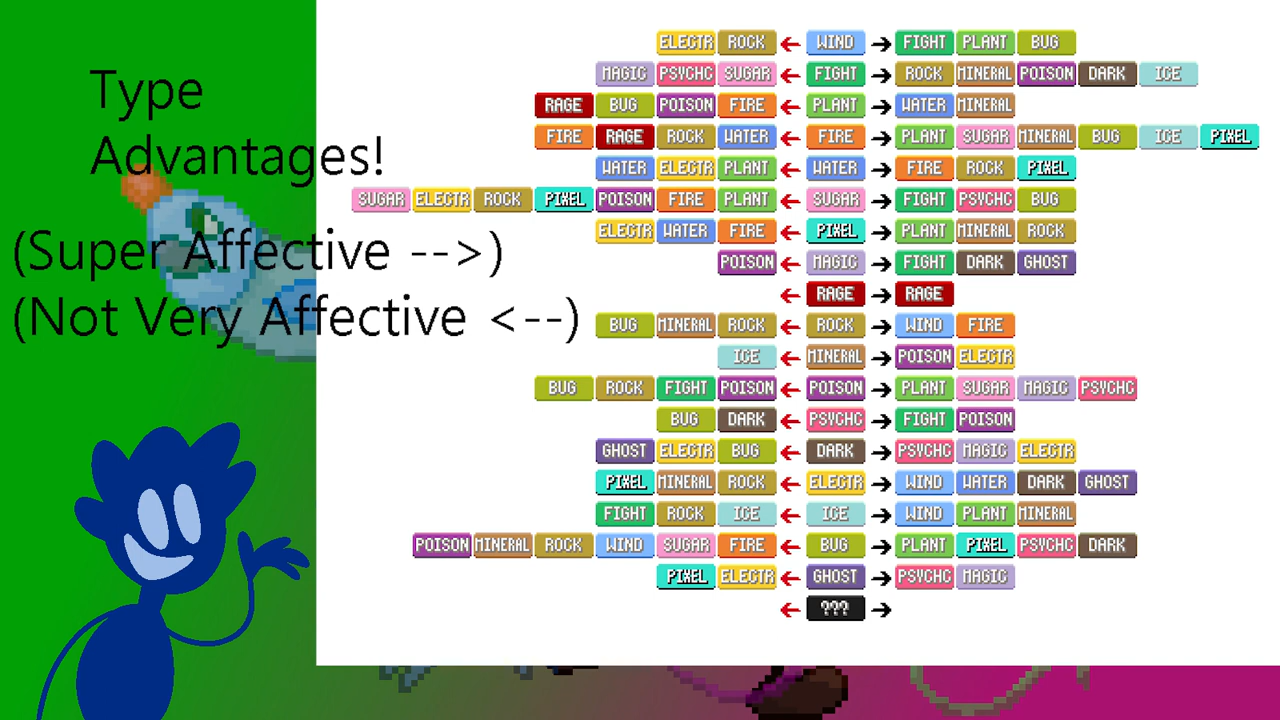 Type
Advantages!
(Super Affective -->)
(Not Very Affective <--)
ELECTR ROCK ← WIND → FIGHT PLANT BUG
MAGIC PSYCHC SUGAR ← FIGHT → ROCK MINERAL POISON DARK ICE
RAGE BUG POISON FIRE ← PLANT → WATER MINERAL
FIRE RAGE ROCK WATER ← FIRE → PLANT SUGAR MINERAL BUG ICE PIXEL
WATER ELECTR PLANT ← WATER → FIRE ROCK PIXEL
SUGAR ELECTR ROCK PIXEL POISON FIRE PLANT ← SUGAR → FIGHT PSYCHC BUG
ELECTR WATER FIRE ← PIXEL → PLANT MINERAL ROCK
POISON ← MAGIC → FIGHT DARK GHOST
← RAGE → RAGE
BUG MINERAL ROCK ← ROCK → WIND FIRE
ICE ← MINERAL → POISON ELECTR
BUG ROCK FIGHT POISON ← POISON → PLANT SUGAR MAGIC PSYCHC
BUG DARK ← PSYCHC → FIGHT POISON
GHOST ELECTR BUG ← DARK → PSYCHC MAGIC ELECTR
PIXEL MINERAL ROCK ← ELECTR → WIND WATER DARK GHOST
FIGHT ROCK ICE ← ICE → WIND PLANT MINERAL
POISON MINERAL ROCK WIND SUGAR FIRE ← BUG → PLANT PIXEL PSYCHC DARK
PIXEL ELECTR ← GHOST → PSYCHC MAGIC
← ??? →